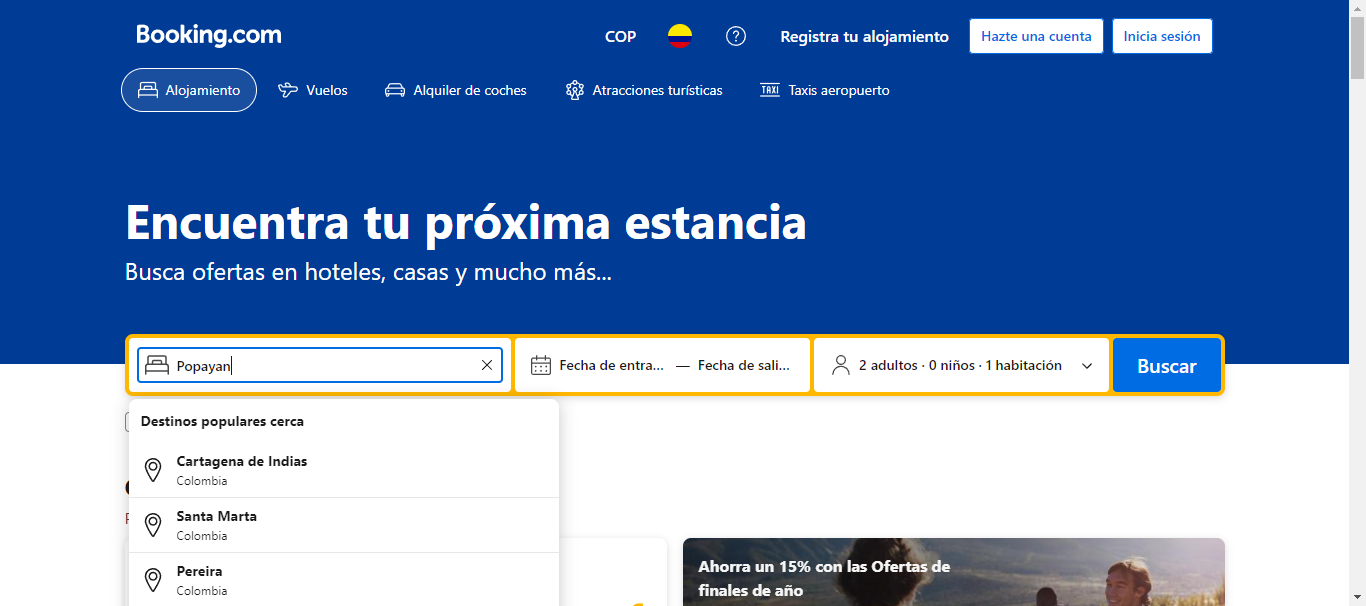 Booking.com
COP
Registra tu alojamiento
Hazte una cuenta
Inicia sesión
Alojamiento
Vuelos
Alquiler de coches
Atracciones turísticas
TAXI
Taxis aeropuerto
Encuentra tu próxima estancia
Busca ofertas en hoteles, casas y mucho más...
Popayan
Fecha de entra... — Fecha de sali...
2 adultos · 0 niños · 1 habitación
Buscar
Destinos populares cerca
Cartagena de Indias
Colombia
Santa Marta
Colombia
Pereira
Colombia
Ahorra un 15% con las Ofertas de
finales de año